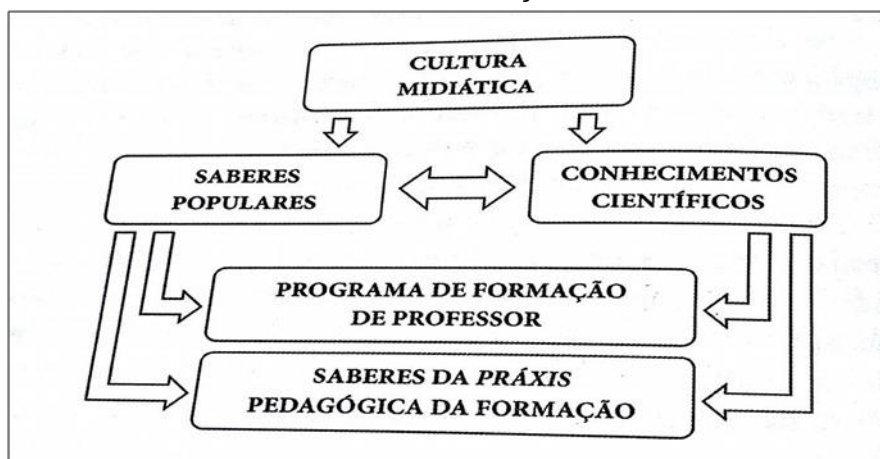 CULTURA
MIDIÁTICA
SABERES
POPULARES
CONHECIMENTOS
CIENTÍFICOS
PROGRAMA DE FORMAÇÃO
DE PROFESSOR
SABERES DA PRÁXIS
PEDAGÓGICA DA FORMAÇÃO